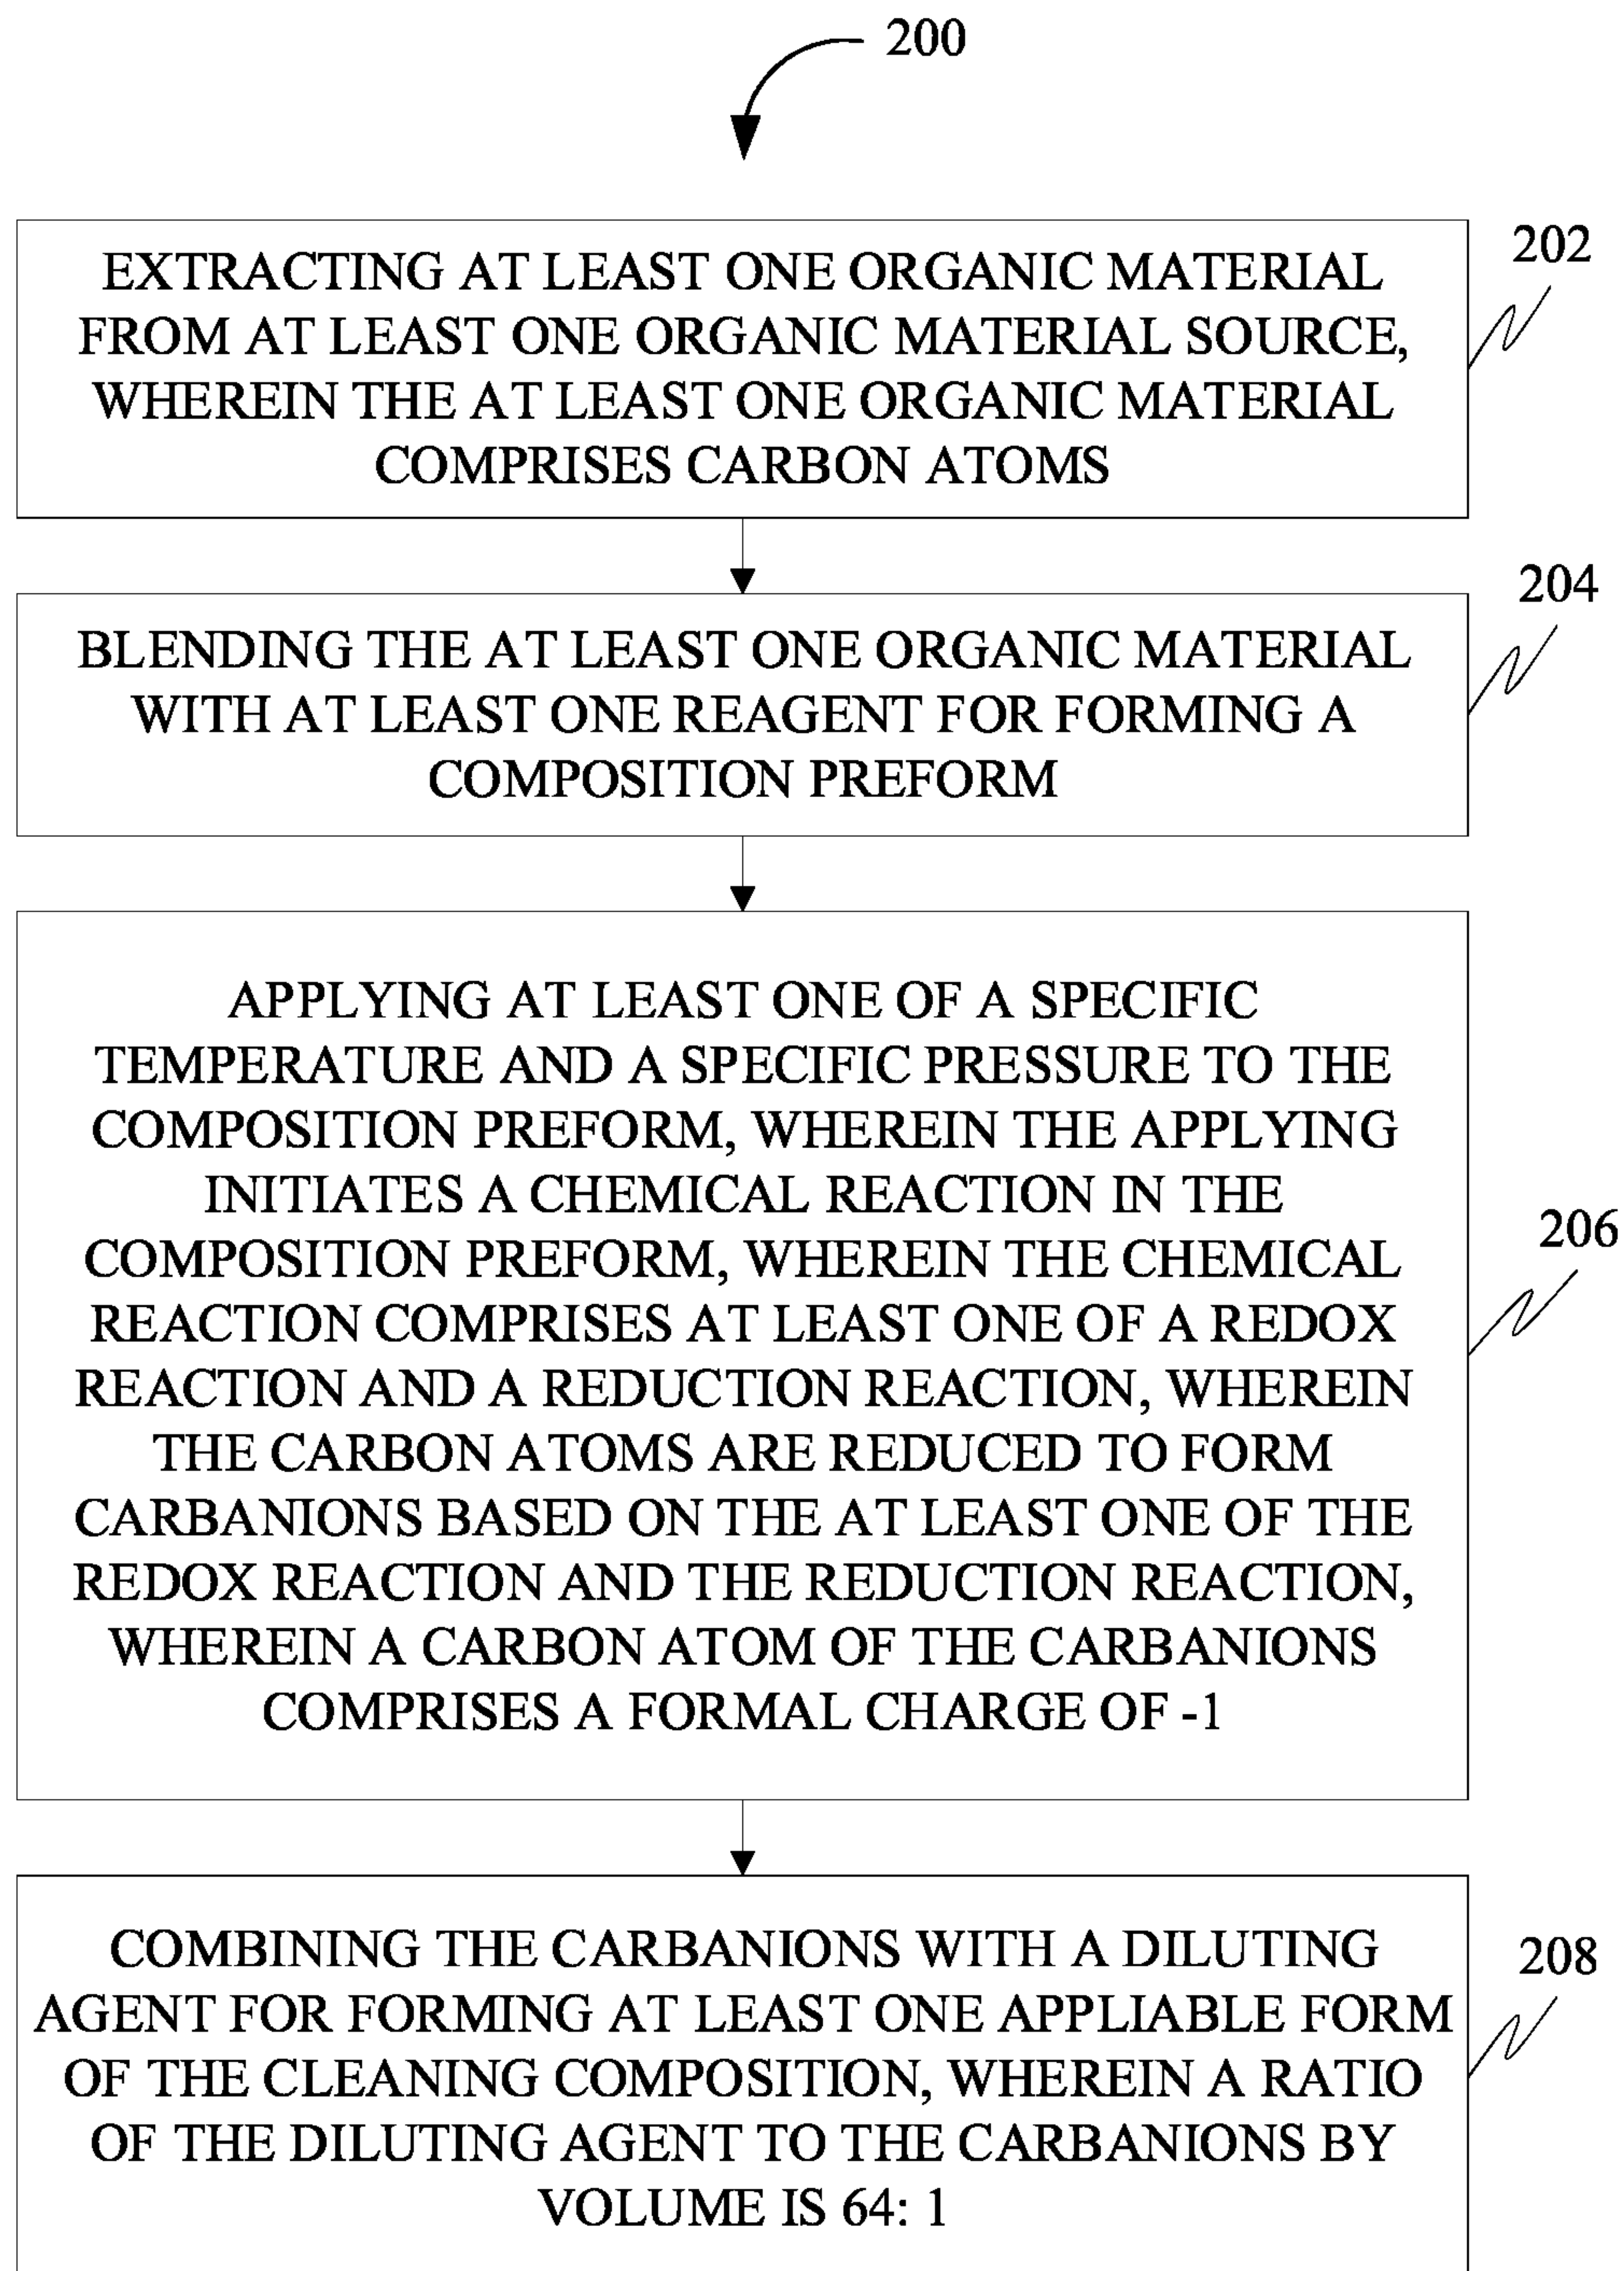 200
202
EXTRACTING AT LEAST ONE ORGANIC MATERIAL
FROM AT LEAST ONE ORGANIC MATERIAL SOURCE,
WHEREIN THE AT LEAST ONE ORGANIC MATERIAL
COMPRISES CARBON ATOMS
204
BLENDING THE AT LEAST ONE ORGANIC MATERIAL
WITH AT LEAST ONE REAGENT FOR FORMING A
COMPOSITION PREFORM
206
APPLYING AT LEAST ONE OF A SPECIFIC
TEMPERATURE AND A SPECIFIC PRESSURE TO THE
COMPOSITION PREFORM, WHEREIN THE APPLYING
INITIATES A CHEMICAL REACTION IN THE
COMPOSITION PREFORM, WHEREIN THE CHEMICAL
REACTION COMPRISES AT LEAST ONE OF A REDOX
REACTION AND A REDUCTION REACTION, WHEREIN
THE CARBON ATOMS ARE REDUCED TO FORM
CARBANIONS BASED ON THE AT LEAST ONE OF THE
REDOX REACTION AND THE REDUCTION REACTION,
WHEREIN A CARBON ATOM OF THE CARBANIONS
COMPRISES A FORMAL CHARGE OF -1
208
COMBINING THE CARBANIONS WITH A DILUTING
AGENT FOR FORMING AT LEAST ONE APPLIABLE FORM
OF THE CLEANING COMPOSITION, WHEREIN A RATIO
OF THE DILUTING AGENT TO THE CARBANIONS BY
VOLUME IS 64: 1